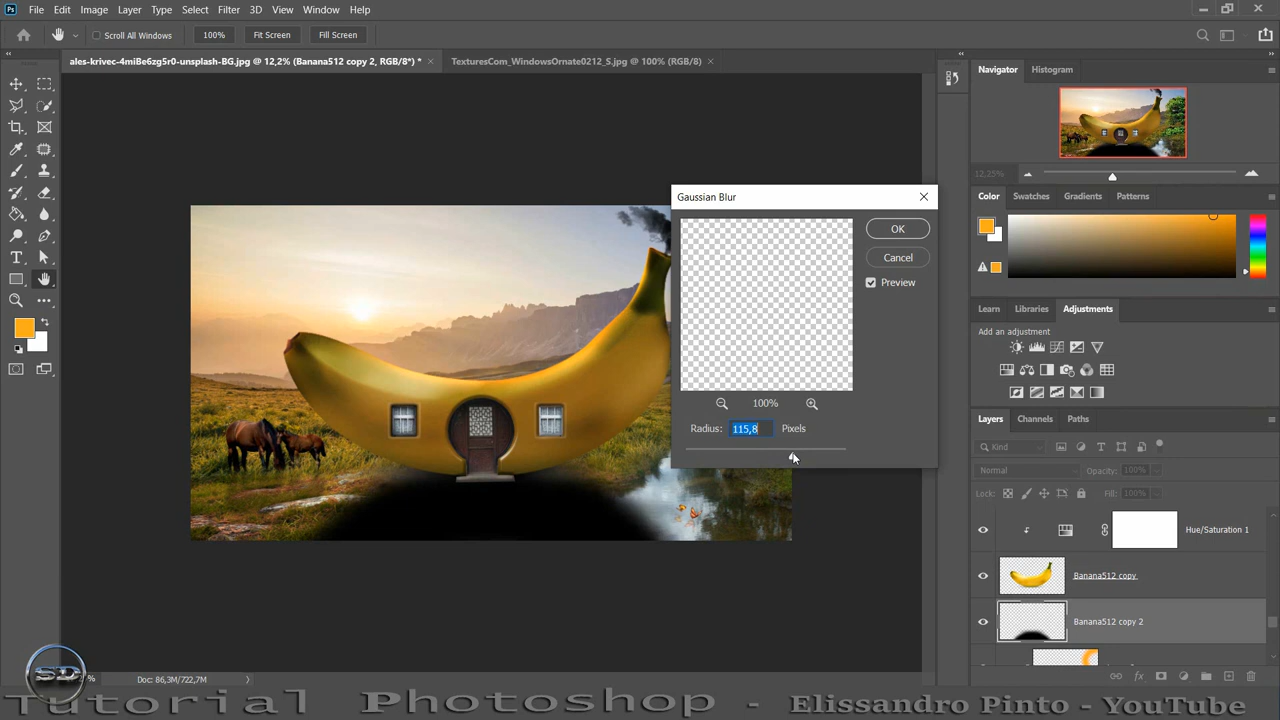 Ps File Edit Image Layer Type Select Filter 3D View Window Help
Scroll All Windows 100% Fit Screen Fill Screen
ales-krivec-4miBe6zg5r0-unsplash-BG.jpg @ 12,2% (Banana512 copy 2, RGB/8*) *
TexturesCom_WindowsOrnate0212_S.jpg @ 100% (RGB/8)
Navigator Histogram
12,25%
Color Swatches Gradients Patterns
Gaussian Blur
OK
Cancel
Preview
100%
Radius: 115,8 Pixels
Learn Libraries Adjustments
Add an adjustment
Layers Channels Paths
Kind
Normal Opacity: 100%
Lock: Fill: 100%
Hue/Saturation 1
Banana512 copy
Banana512 copy 2
SD
% Doc: 86,3M/722,7M
Tutorial Photoshop - Elissandro Pinto - YouTube